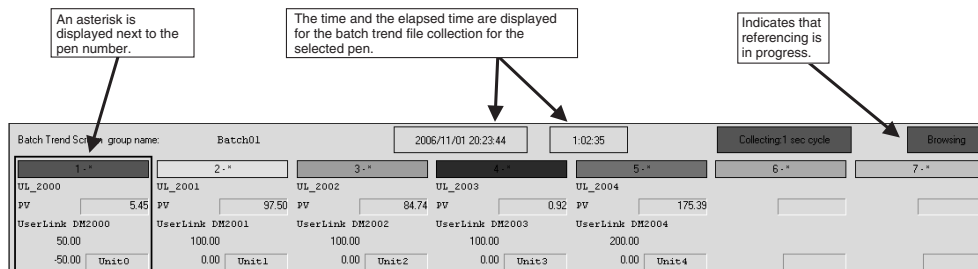 An asterisk is
displayed next to the
pen number.
The time and the elapsed time are displayed
for the batch trend file collection for the
selected pen.
Indicates that
referencing is
in progress.
Batch Trend Screen group name: Batch01 2006/11/01 20:23:44 1:02:35 Collecting:1 sec cycle Browsing
1-* 2-* 3-* 4-* 5-* 6-* 7-*
UL_2000 UL_2001 UL_2002 UL_2003 UL_2004
PV 5.45 PV 97.50 PV 84.74 PV 0.92 PV 175.39
UserLink DM2000 UserLink DM2001 UserLink DM2002 UserLink DM2003 UserLink DM2004
50.00 100.00 100.00 100.00 200.00
-50.00 Unit0 0.00 Unit1 0.00 Unit2 0.00 Unit3 0.00 Unit4